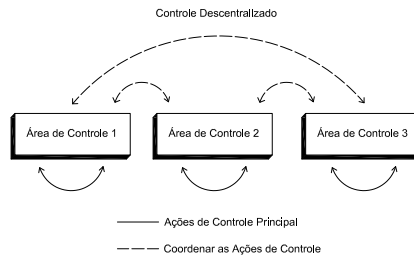 Controle Descentralizado
Área de Controle 1
Área de Controle 2
Área de Controle 3
Ações de Controle Principal
Coordenar as Ações de Controle